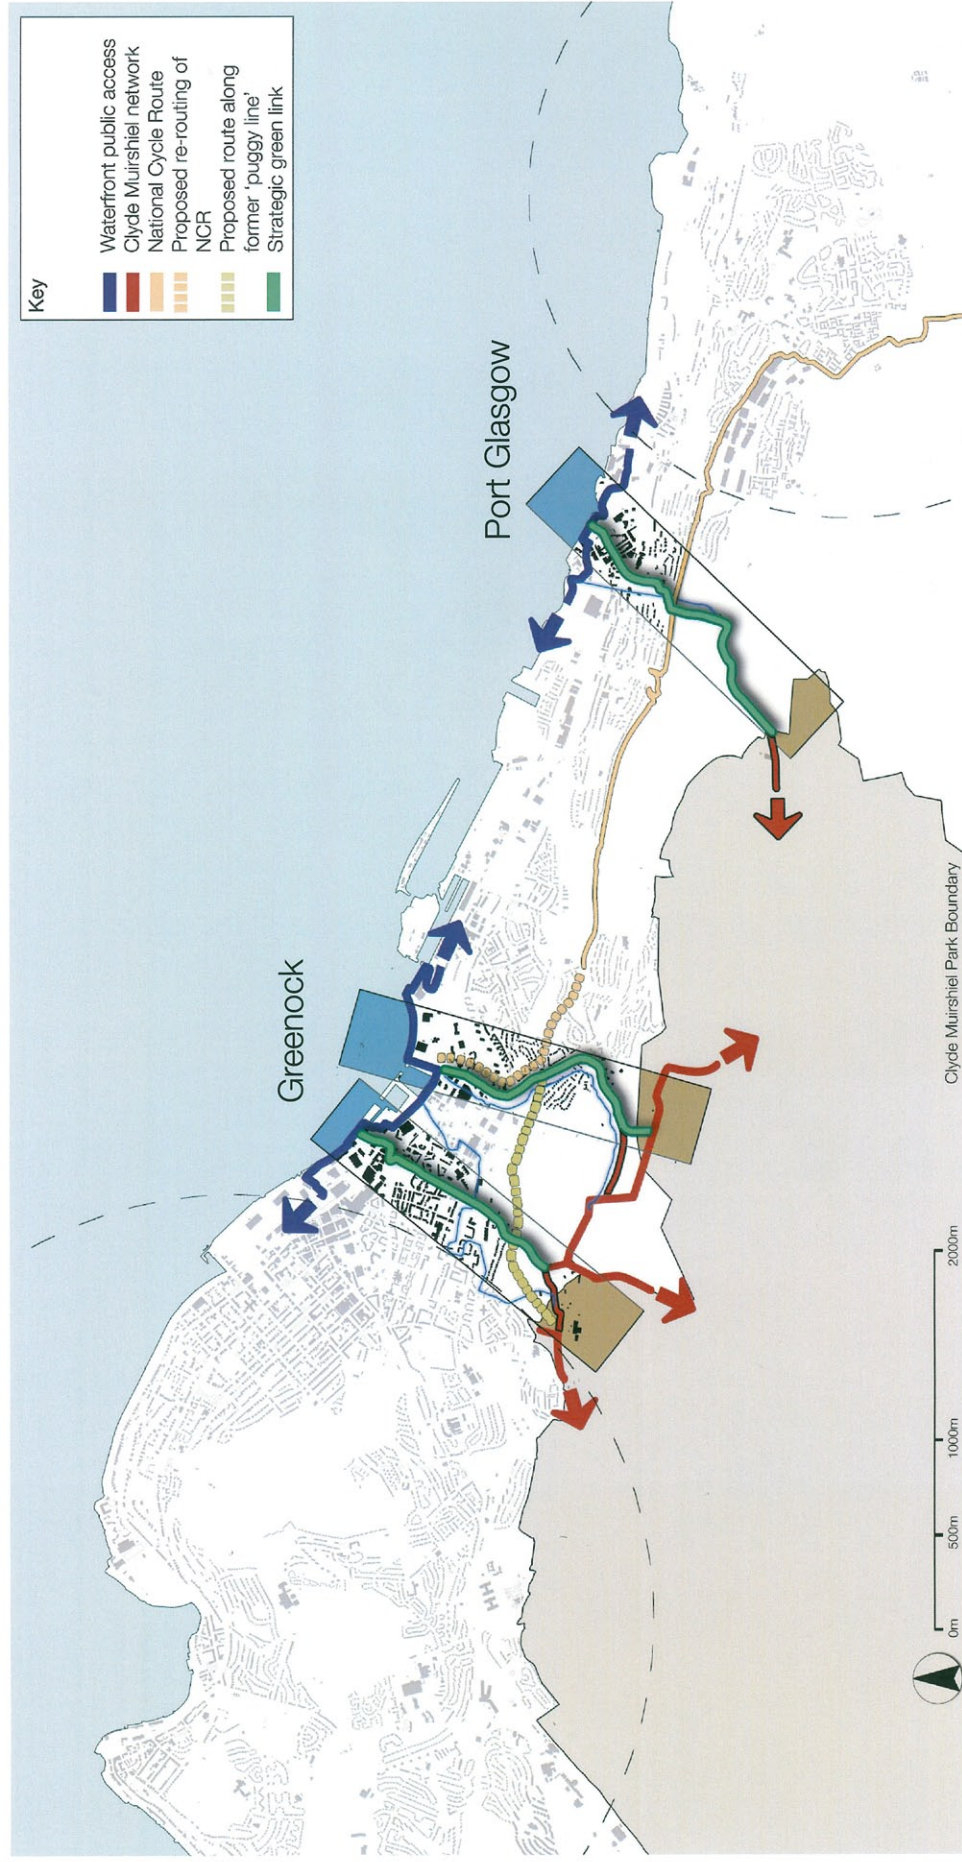 Key
Waterfront public access
Clyde Muirshiel network
National Cycle Route
Proposed re-routing of
NCR
Proposed route along
former ‘puggy line’
Strategic green link
Greenock
Port Glasgow
Clyde Muirshiel Park Boundary
0m
500m
1000m
2000m